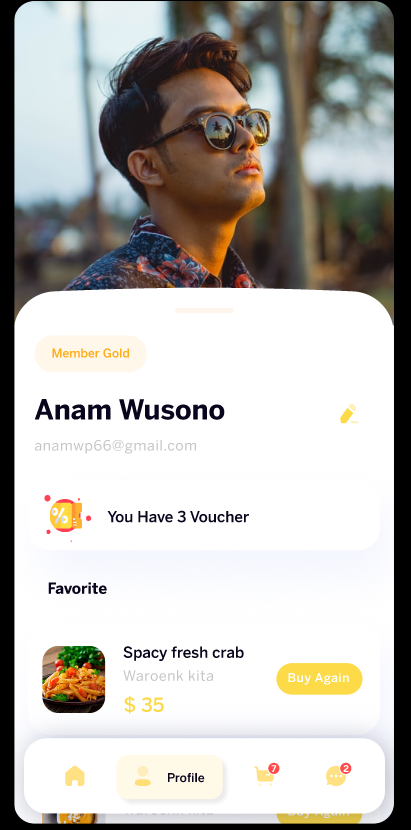 Member Gold
Anam Wusono
anamwp66@gmail.com
%
You Have 3 Voucher
Favorite
Spacy fresh crab
Waroenk kita
$ 35
Buy Again
Profile
7
2